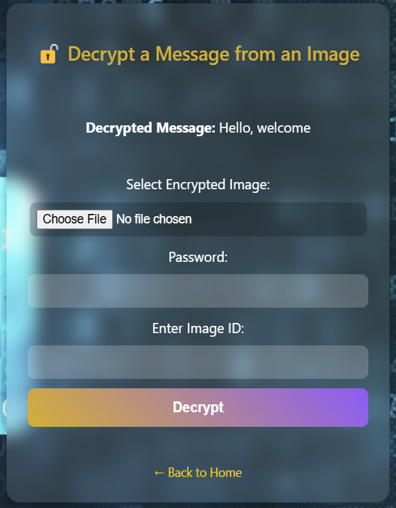 🔓 Decrypt a Message from an Image
Decrypted Message: Hello, welcome
Select Encrypted Image:
Choose File No file chosen
Password:
Enter Image ID:
Decrypt
← Back to Home